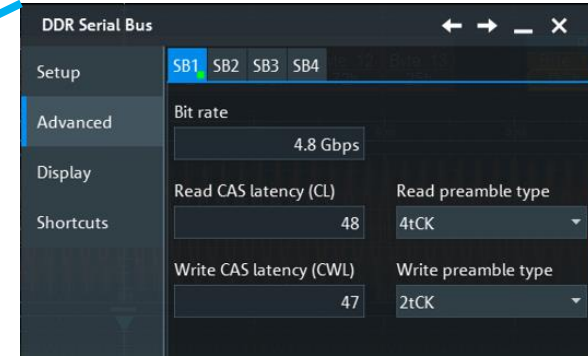 DDR Serial Bus
Setup
Advanced
Display
Shortcuts
SB1 SB2 SB3 SB4
Bit rate
4.8 Gbps
Read CAS latency (CL) Read preamble type
48 4tCK
Write CAS latency (CWL) Write preamble type
47 2tCK